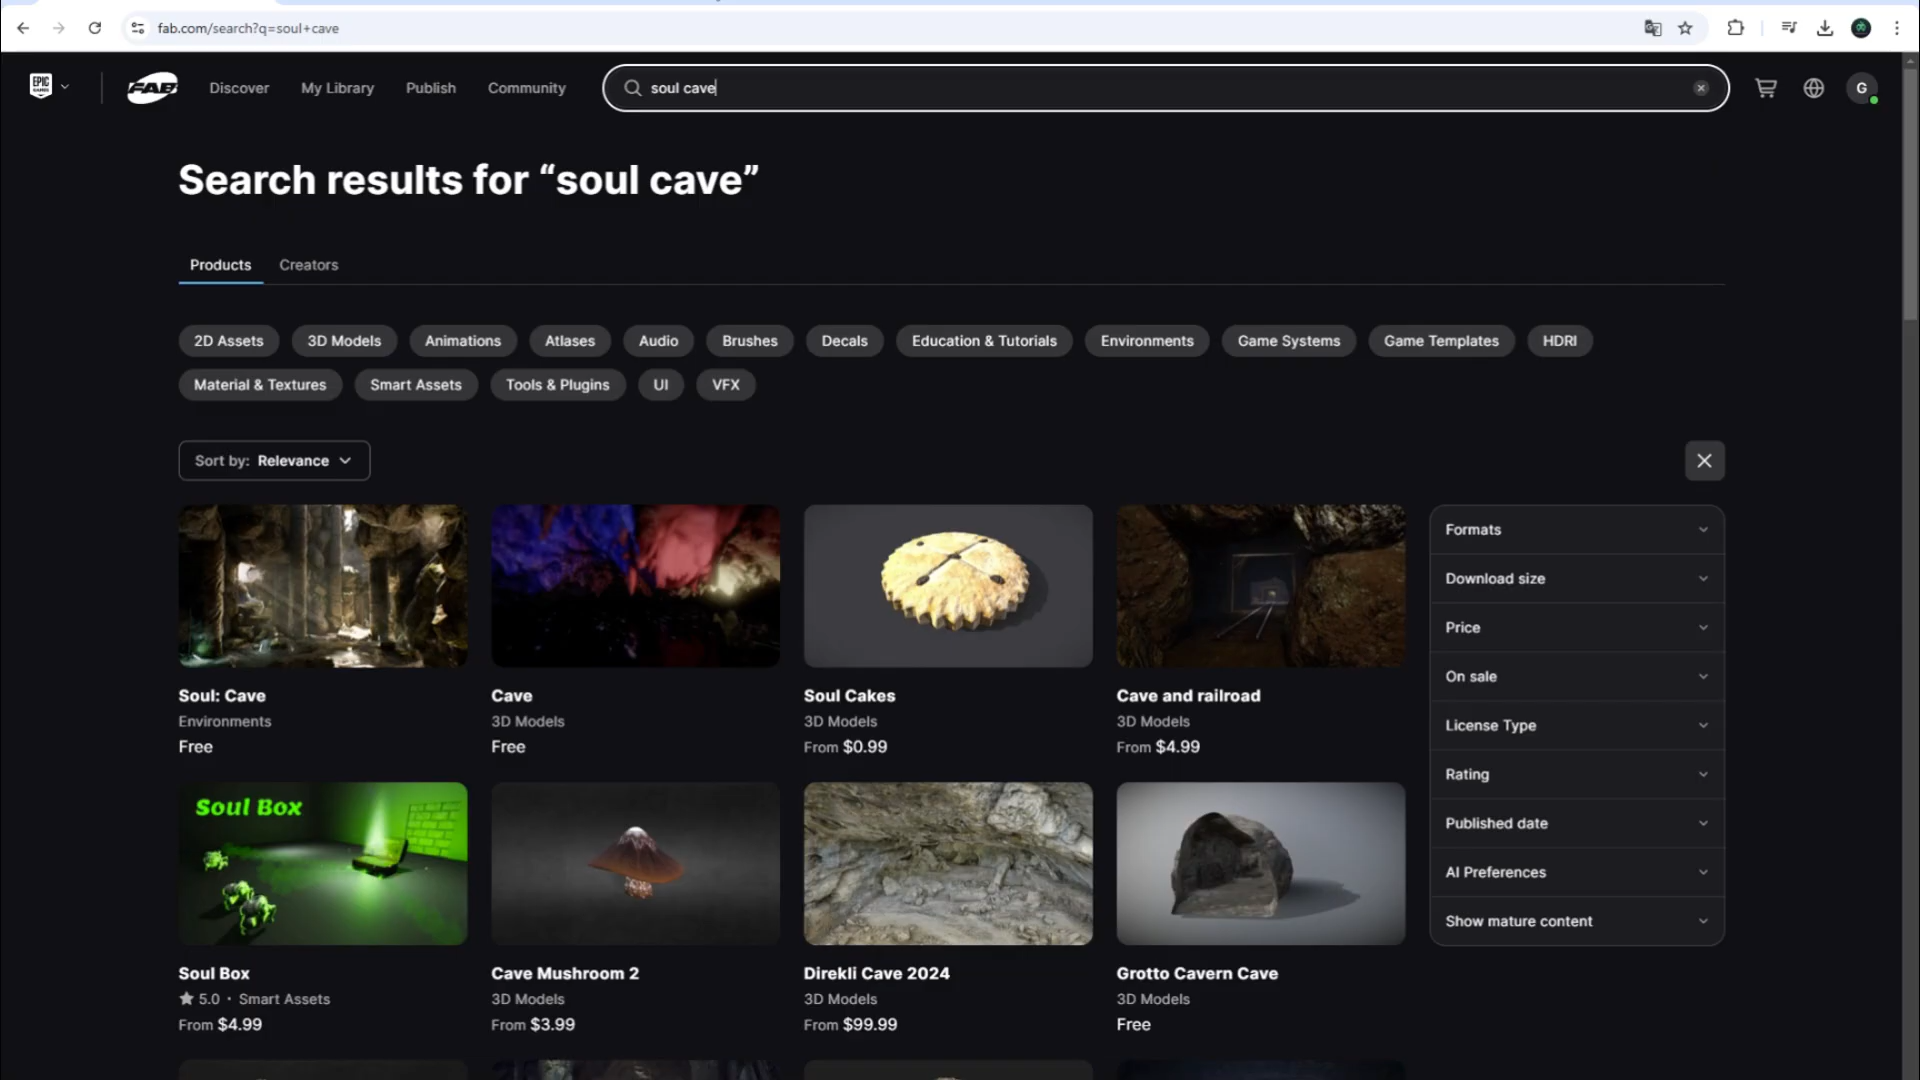 fab.com/search?q=soul+cave
EPIC GAMES
FAB
Discover
My Library
Publish
Community
soul cave
G
Search results for “soul cave”
Products
Creators
2D Assets
3D Models
Animations
Atlases
Audio
Brushes
Decals
Education & Tutorials
Environments
Game Systems
Game Templates
HDRI
Material & Textures
Smart Assets
Tools & Plugins
UI
VFX
Sort by: Relevance
Soul: Cave
Environments
Free
Cave
3D Models
Free
Soul Cakes
3D Models
From $0.99
Cave and railroad
3D Models
From $4.99
Formats
Download size
Price
On sale
License Type
Rating
Published date
AI Preferences
Show mature content
Soul Box
Soul Box
5.0 · Smart Assets
From $4.99
Cave Mushroom 2
3D Models
From $3.99
Direkli Cave 2024
3D Models
From $99.99
Grotto Cavern Cave
3D Models
Free